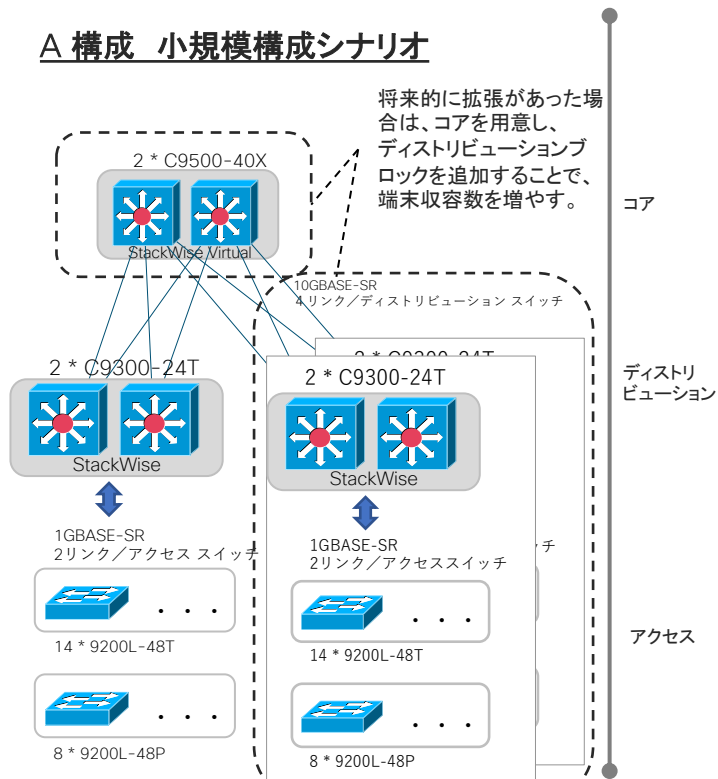 A 構成　小規模構成シナリオ
将来的に拡張があった場
合は、コアを用意し、
ディストリビューションブ
ロックを追加することで、
端末収容数を増やす。
2 * C9500-40X
StackWise Virtual
コア
10GBASE-SR
4 リンク／ディストリビューション スイッチ
2 * C9300-24T
2 * C9300-24T
2 * C9300-24T
ディストリ
ビューション
StackWise
StackWise
1GBASE-SR
2リンク／アクセス スイッチ
1GBASE-SR
2リンク／アクセススイッチ
チ
. . .
. . .
14 * 9200L-48T
14 * 9200L-48T
アクセス
. . .
. . .
8 * 9200L-48P
8 * 9200L-48P